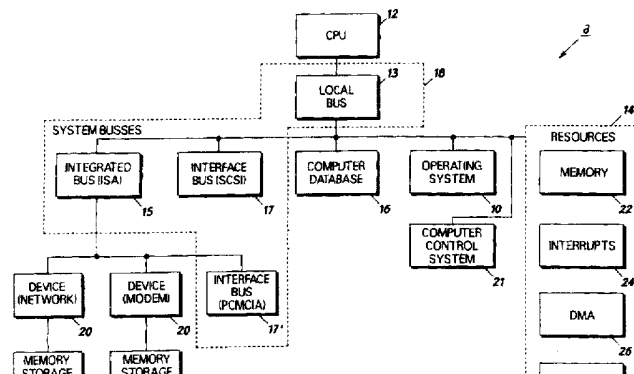 12
CPU
a
13
18
LOCAL
BUS
14
SYSTEM BUSSES
RESOURCES
INTEGRATED
BUS (ISA)
15
INTERFACE
BUS (SCSI)
17
COMPUTER
DATABASE
16
OPERATING
SYSTEM
10
MEMORY
22
COMPUTER
CONTROL
SYSTEM
21
INTERRUPTS
24
DEVICE
(NETWORK)
20
DEVICE
(MODEM)
20
INTERFACE
BUS
(PCMCIA)
17'
DMA
26
MEMORY
STORAGE
MEMORY
STORAGE